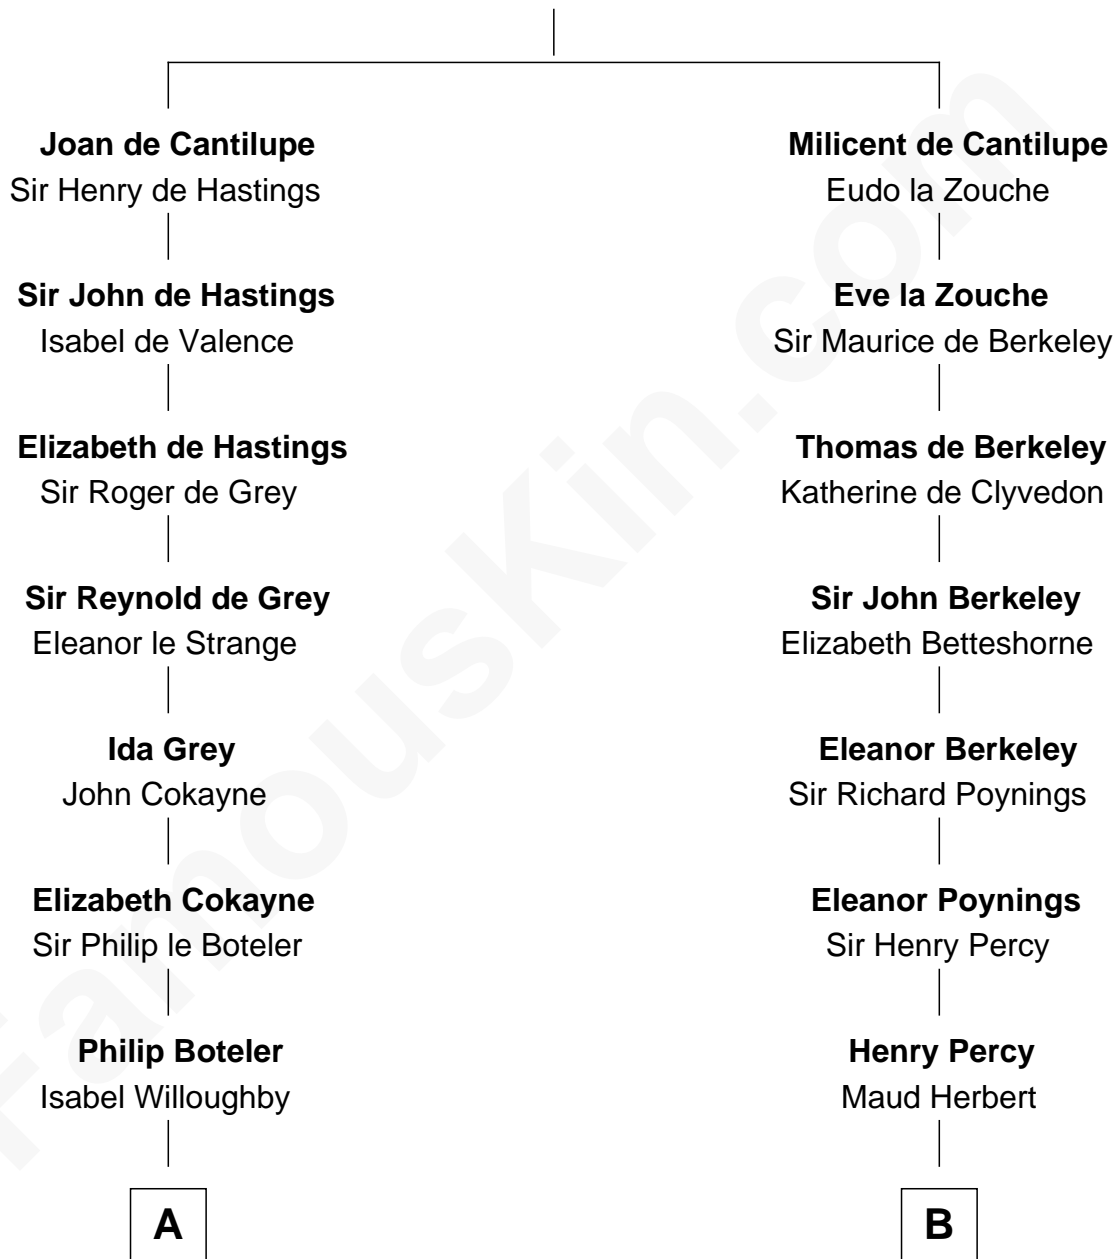 Joan de Cantilupe
Sir Henry de Hastings
Sir John de Hastings
Isabel de Valence
Elizabeth de Hastings
Sir Roger de Grey
Sir Reynold de Grey
Eleanor le Strange
Ida Grey
John Cokayne
Elizabeth Cokayne
Sir Philip le Boteler
Philip Boteler
Isabel Willoughby
A
Milicent de Cantilupe
Eudo la Zouche
Eve la Zouche
Sir Maurice de Berkeley
Thomas de Berkeley
Katherine de Clyvedon
Sir John Berkeley
Elizabeth Betteshorne
Eleanor Berkeley
Sir Richard Poynings
Eleanor Poynings
Sir Henry Percy
Henry Percy
Maud Herbert
B
FamousKin.com